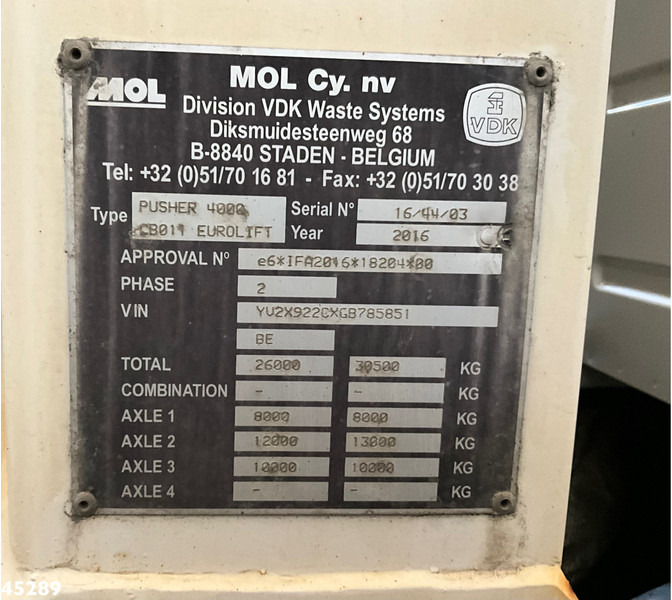 MOL
MOL Cy. nv
Division VDK Waste Systems
Diksmuidesteenweg 68
B-8840 STADEN - BELGIUM
VDK
Tel: +32 (0)51/70 16 81 - Fax: +32 (0)51/70 30 38
Type PUSHER 4000 Serial N° 16/44/03
CB011 EUROLIFT Year 2016 CE
APPROVAL N° e6*IFA2016*18204*00
PHASE 2
VIN YV2X922CXGB785851
BE
TOTAL 26000 30500 KG
COMBINATION - - KG
AXLE 1 8000 8000 KG
AXLE 2 12000 13000 KG
AXLE 3 10000 10000 KG
AXLE 4 - - KG
45289